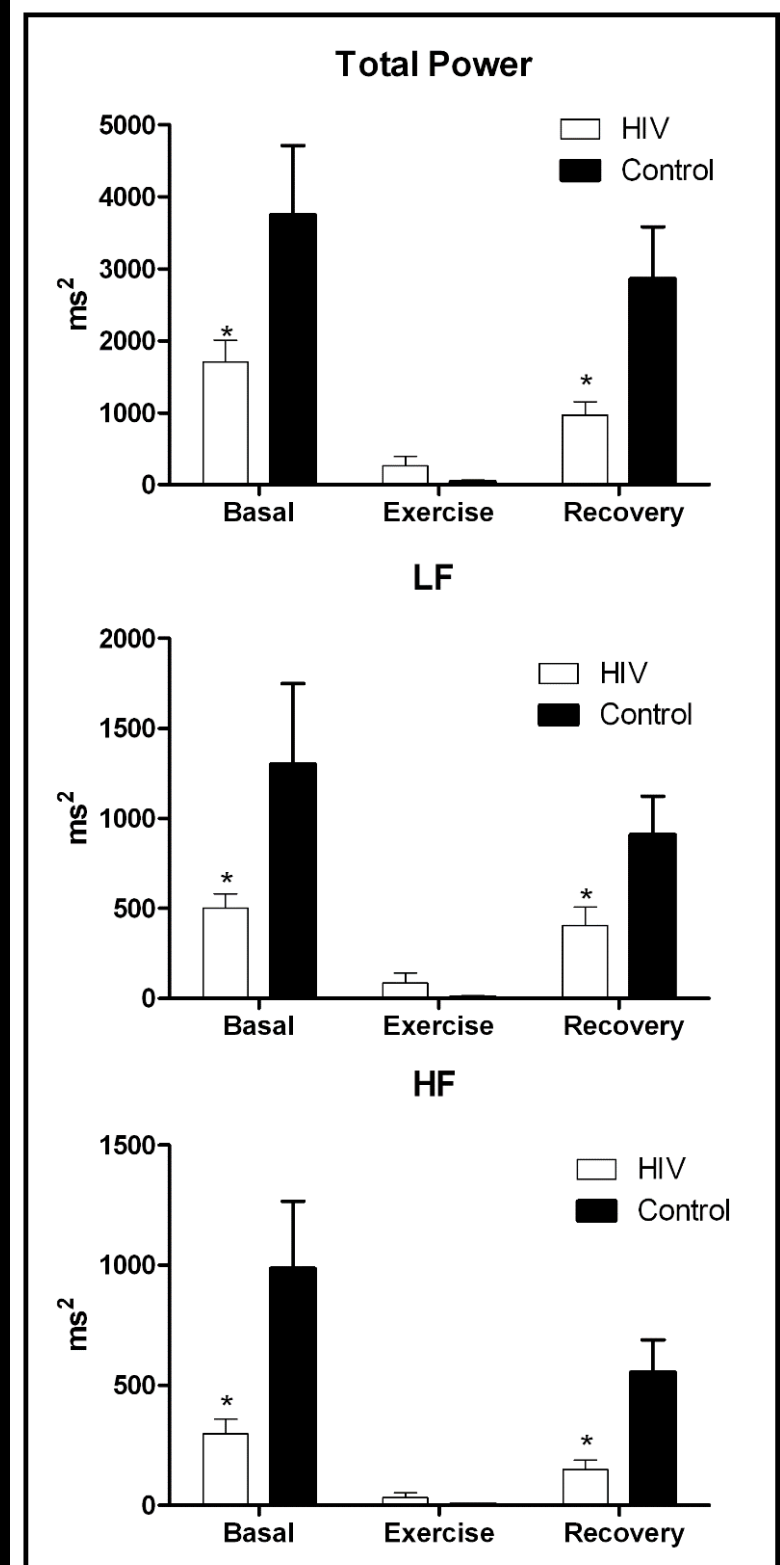 Total Power
5000
4000
3000
2000
1000
0
ms²
HIV
Control
*
*
Basal Exercise Recovery
LF
2000
1500
1000
500
0
ms²
HIV
Control
*
*
Basal Exercise Recovery
HF
1500
1000
500
0
ms²
HIV
Control
*
*
Basal Exercise Recovery